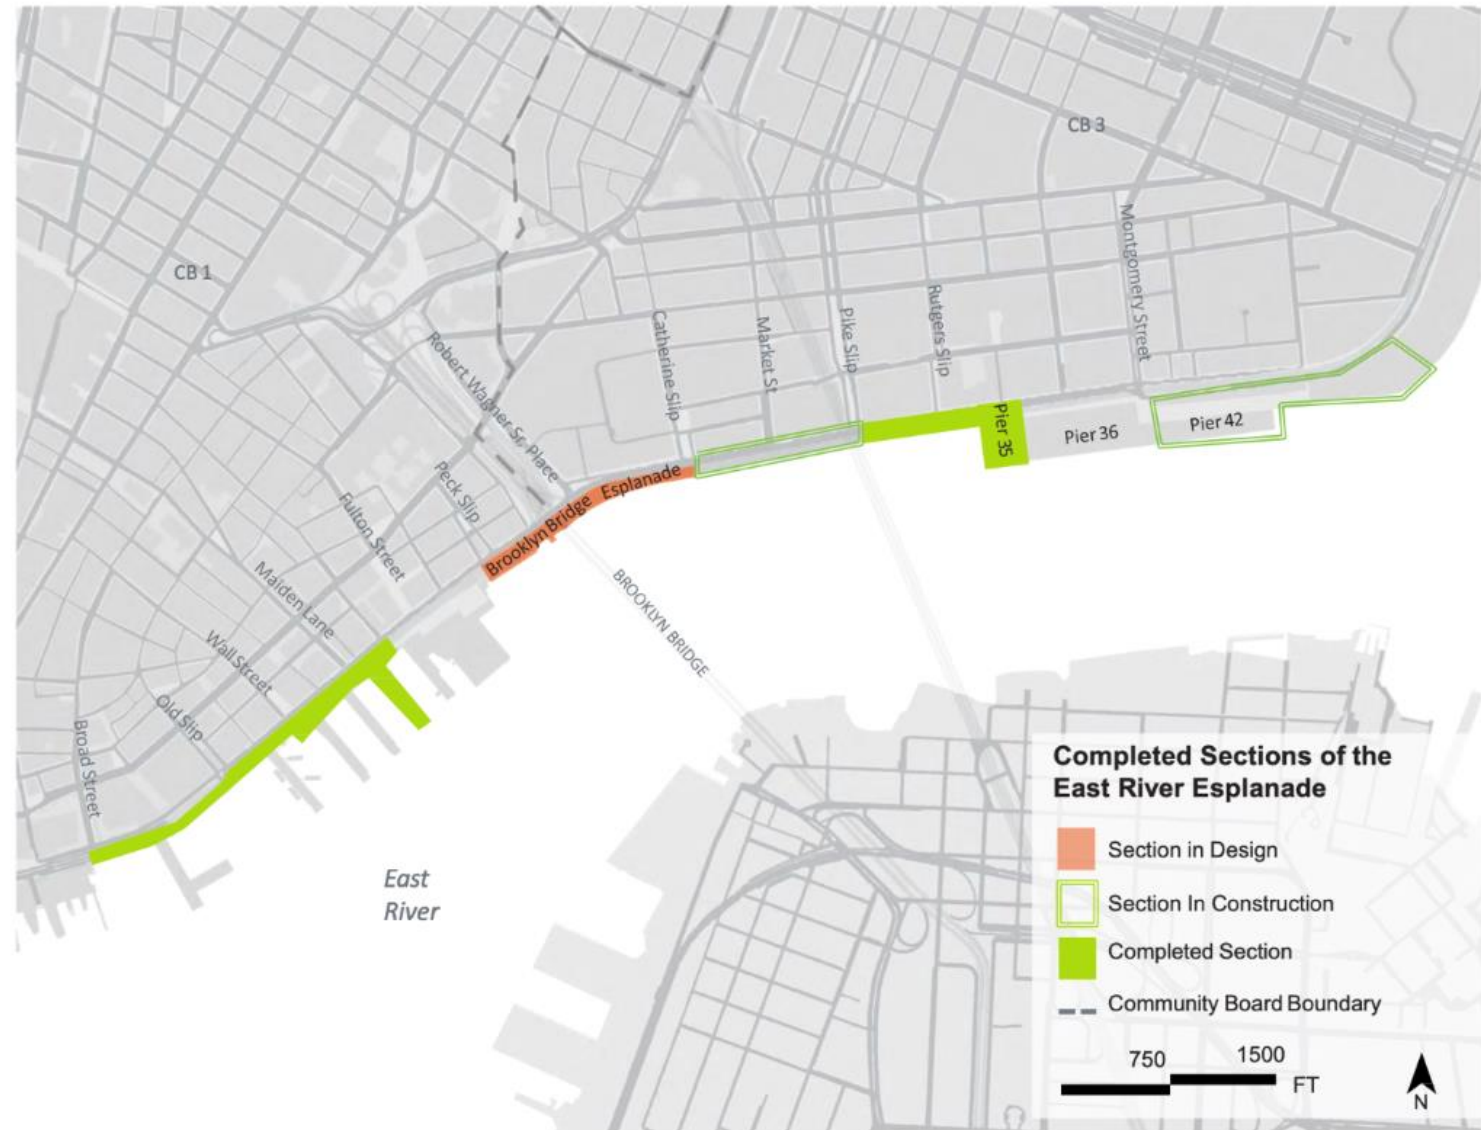 CB 3
CB 1
Montgomery Street
Rutgers Slip
Pike Slip
Market St
Catherine Slip
Robert Wagner Sr. Place
Peck Slip
Fulton Street
Maiden Lane
Wall Street
Old Slip
Broad Street
Pier 35
Pier 36
Pier 42
Brooklyn Bridge Esplanade
BROOKLYN BRIDGE
East
River
Completed Sections of the
East River Esplanade
Section in Design
Section In Construction
Completed Section
Community Board Boundary
750 1500
FT
N